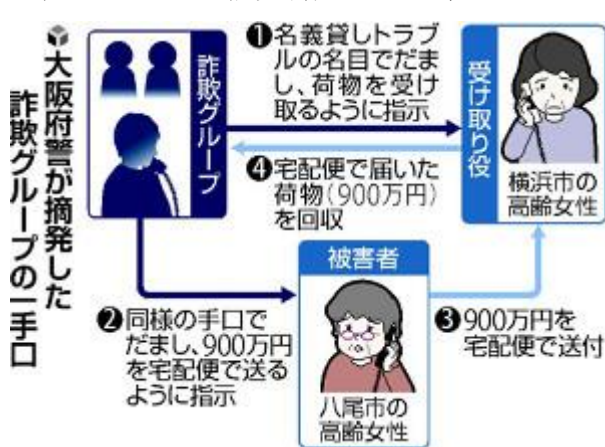 大阪府警が摘発した
詐欺グループの一手口
詐欺グループ
❶名義貸しトラブ
ルの名目でだま
し、荷物を受け
取るように指示
受け取り役
横浜市の
高齢女性
❹宅配便で届いた
荷物(900万円)
を回収
❷同様の手口で
だまし、900万円
を宅配便で送る
ように指示
被害者
八尾市の
高齢女性
❸900万円を
宅配便で送付